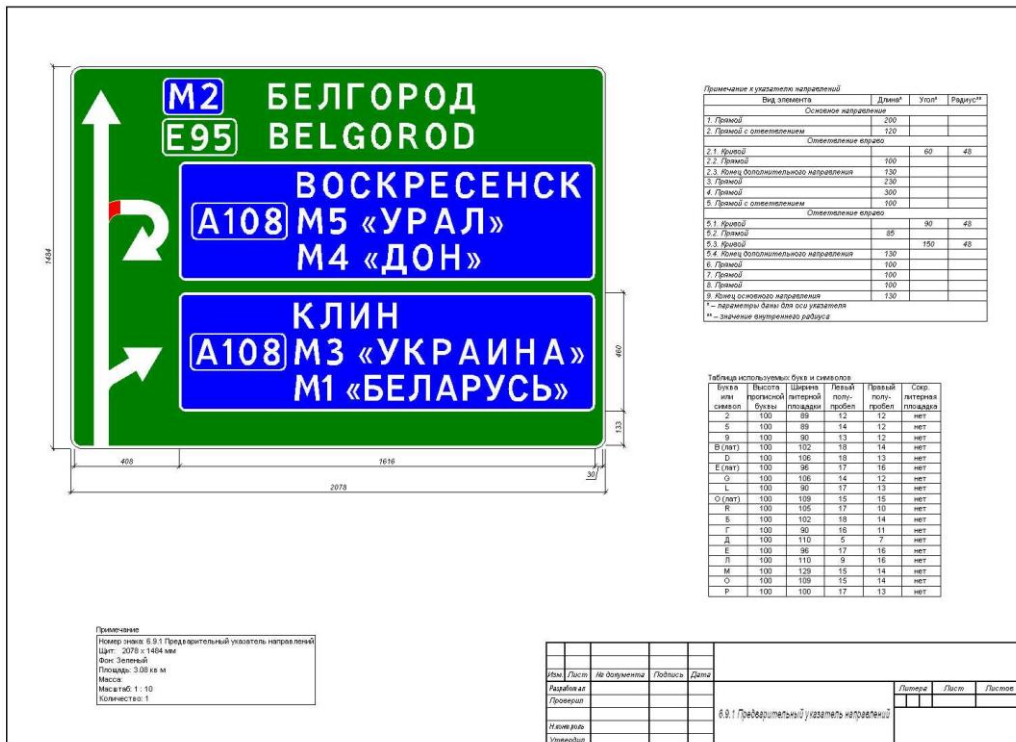 М2 БЕЛГОРОД
E95 BELGOROD
ВОСКРЕСЕНСК
А108 М5 «УРАЛ»
М4 «ДОН»
КЛИН
А108 М3 «УКРАИНА»
М1 «БЕЛАРУСЬ»
1484
460
133
408 1616 30
2078
Примечание к указателю направлений
Вид элемента Длина* Угол* Радиус**
Основное направление
1. Прямой 200
2. Прямой с ответвлением 120
Ответвление вправо
2.1. Кривой 60 48
2.2. Прямой 100
2.3. Конец дополнительного направления 130
3. Прямой 230
4. Прямой 300
5. Прямой с ответвлением 100
Ответвление вправо
5.1. Кривой 90 48
5.2. Прямой 85
5.3. Кривой 150 48
5.4. Конец дополнительного направления 130
6. Прямой 100
7. Прямой 100
8. Прямой 100
9. Конец основного направления 130
* – параметры даны для оси указателя
** – значение внутреннего радиуса
Таблица используемых букв и символов
Буква или символ Высота прописной буквы Ширина литерной площадки Левый полу-пробел Правый полу-пробел Сокр. литерная площадка
2 100 89 12 12 нет
5 100 89 14 12 нет
9 100 90 13 12 нет
B (лат) 100 102 18 14 нет
D 100 106 18 13 нет
E (лат) 100 96 17 16 нет
G 100 106 14 12 нет
L 100 90 17 13 нет
O (лат) 100 109 15 15 нет
R 100 105 17 10 нет
Б 100 102 18 14 нет
Г 100 90 16 11 нет
Д 100 110 5 7 нет
Е 100 96 17 16 нет
Л 100 110 9 16 нет
М 100 129 15 14 нет
О 100 109 15 14 нет
Р 100 100 17 13 нет
Примечание
Номер знака: 6.9.1 Предварительный указатель направлений
Щит: 2078 x 1484 мм
Фон: Зеленый
Площадь: 3.08 кв м
Масса:
Масштаб: 1 : 10
Количество: 1
Изм. Лист № документа Подпись Дата
Разработал
Проверил
Н.контроль
Утвердил
6.9.1 Предварительный указатель направлений
Литера Лист Листов